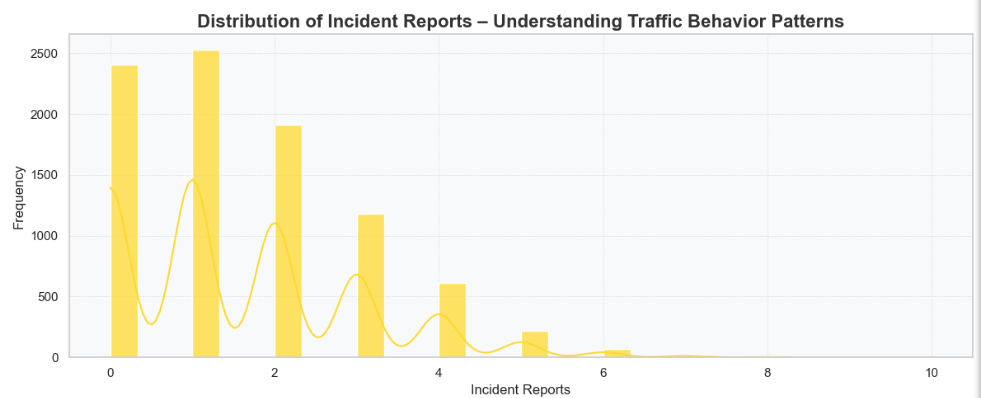 Distribution of Incident Reports – Understanding Traffic Behavior Patterns
2500
2000
1500
1000
500
0
Frequency
0 2 4 6 8 10
Incident Reports